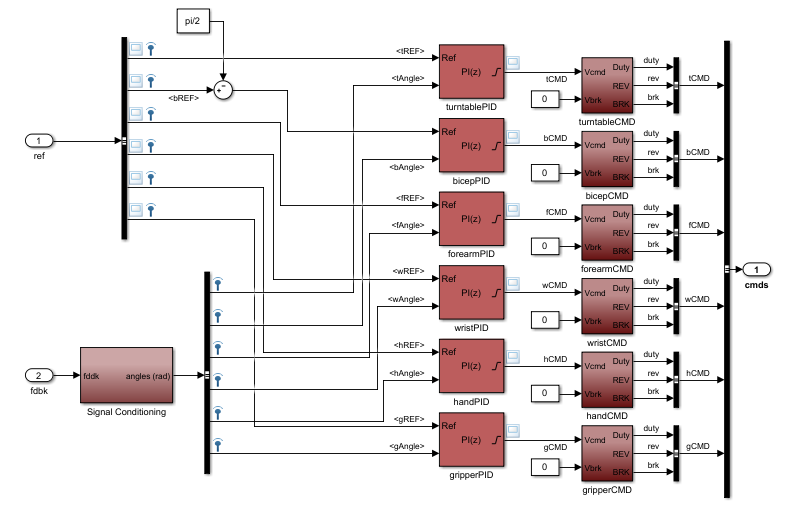 pi/2
<tREF>
Ref
PI(z)
<tAngle>
turntablePID
tCMD
0
Vcmd
Vbrk
Duty
REV
BRK
turntableCMD
duty
rev
brk
tCMD
<bREF>
+
-
1
ref
Ref
PI(z)
<bAngle>
bicepPID
bCMD
0
Vcmd
Vbrk
Duty
REV
BRK
bicepCMD
duty
rev
brk
bCMD
<fREF>
Ref
PI(z)
<fAngle>
forearmPID
fCMD
0
Vcmd
Vbrk
Duty
REV
BRK
forearmCMD
duty
rev
brk
fCMD
<wREF>
Ref
PI(z)
<wAngle>
wristPID
wCMD
0
Vcmd
Vbrk
Duty
REV
BRK
wristCMD
duty
rev
brk
wCMD
1
cmds
<hREF>
Ref
PI(z)
<hAngle>
handPID
hCMD
0
Vcmd
Vbrk
Duty
REV
BRK
handCMD
duty
rev
brk
hCMD
2
fdbk
fddk
angles (rad)
Signal Conditioning
<gREF>
Ref
PI(z)
<gAngle>
gripperPID
gCMD
0
Vcmd
Vbrk
Duty
REV
BRK
gripperCMD
duty
rev
brk
gCMD